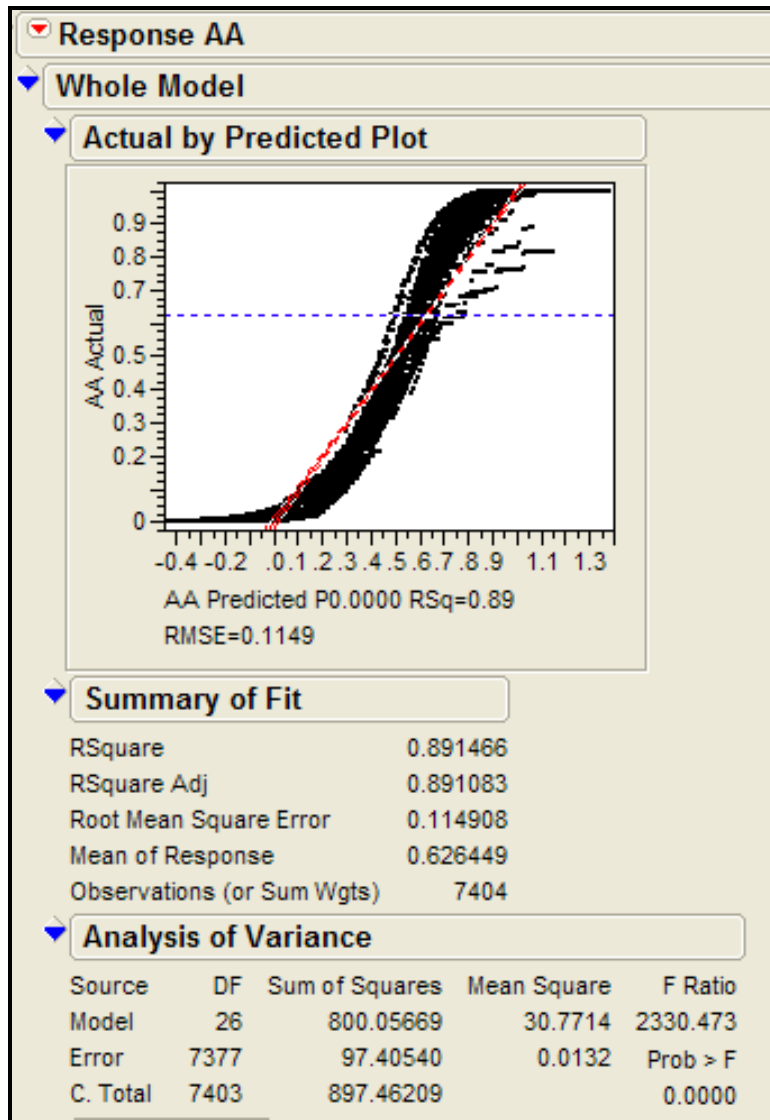 Response AA
Whole Model
Actual by Predicted Plot
0.9
0.8
0.7
0.5
0.4
0.3
0.2
0
AA Actual
-0.4 -0.2 .0.1 .2.3 .4 .5.6.7.8.9 1.1 1.3
AA Predicted P0.0000 RSq=0.89
RMSE=0.1149
Summary of Fit
RSquare 0.891466
RSquare Adj 0.891083
Root Mean Square Error 0.114908
Mean of Response 0.626449
Observations (or Sum Wgts) 7404
Analysis of Variance
Source DF Sum of Squares Mean Square F Ratio
Model 26 800.05669 30.7714 2330.473
Error 7377 97.40540 0.0132 Prob > F
C. Total 7403 897.46209 0.0000